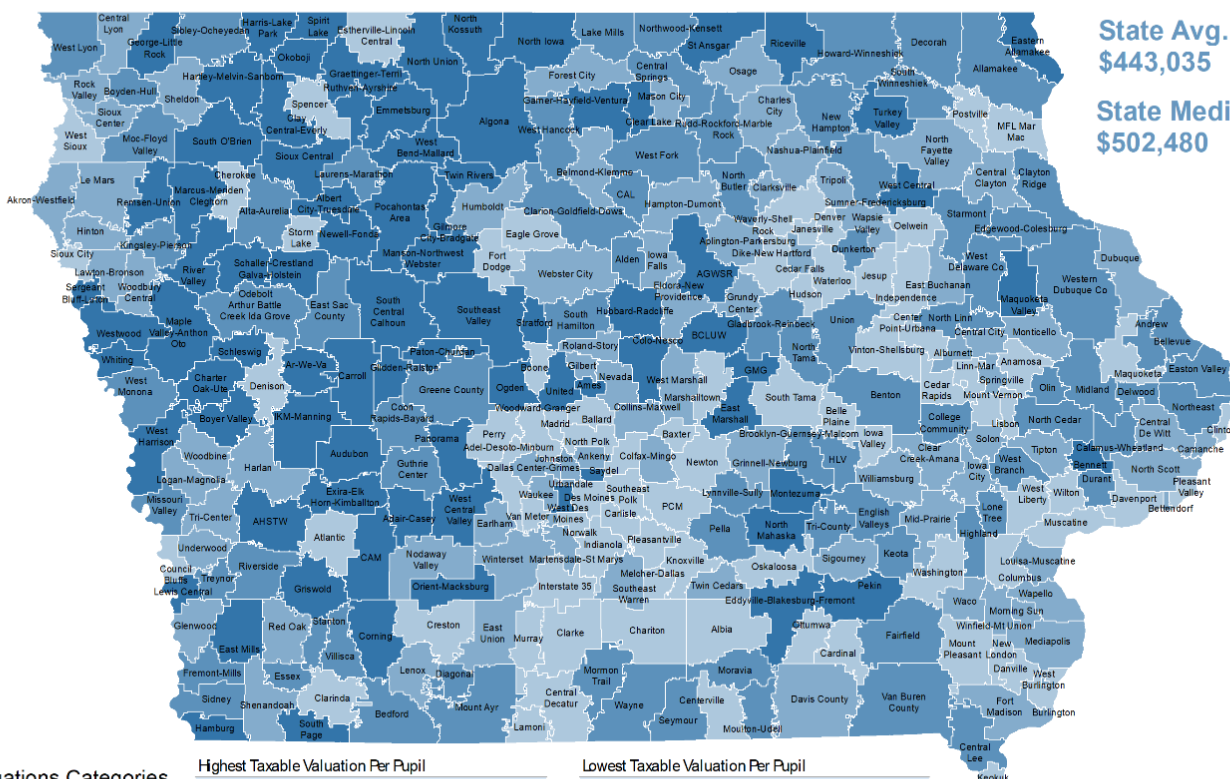 State Avg.
$443,035
State Medi
$502,480
Central
Lyon
West Lyon
George-Little
Rock
Sibley-Ocheyedan
Harris-Lake
Park
Spirit
Lake
Okoboji
Estherville-Lincoln
Central
North
Kossuth
North Iowa
Lake Mills
Northwood-Kensett
St Ansgar
Riceville
Howard-Winneshiek
Decorah
Eastern
Allamakee
Allamakee
Rock
Valley
Boyden-Hull
Sheldon
Hartley-Melvin-Sanborn
Graettinger-Terril
Ruthven-Ayrshire
North Union
Forest City
Central
Springs
Osage
South
Winneshiek
Sioux
Center
Spencer
Clay
Central-Everly
Emmetsburg
Algona
Garner-Hayfield-Ventura
Mason City
Charles
City
New
Hampton
Turkey
Valley
Postville
MFL Mar
Mac
West
Sioux
Moc-Floyd
Valley
South O'Brien
West Hancock
Clear Lake
Rudd-Rockford-Marble
Rock
West
Bend-Mallard
Sioux Central
West Fork
Nashua-Plainfield
North
Fayette
Valley
Le Mars
Cherokee
Laurens-Marathon
Twin Rivers
Belmond-Klemme
North
Butler
Clarksville
Tripoli
West Central
Central
Clayton
Clayton
Ridge
Akron-Westfield
Remsen-Union
Marcus-Meriden
Cleghorn
Albert
City-Truesdale
Pocahontas
Area
Humboldt
CAL
Hampton-Dumont
Sumner-Fredericksburg
Alta-Aurelia
Clarion-Goldfield-Dows
Waverly-Shell
Rock
Denver
Janesville
Wapsie
Valley
Oelwein
Starmont
Edgewood-Colesburg
Hinton
Kingsley-Pierson
Storm
Lake
Newell-Fonda
Gilmore
City-Bradgate
Eagle Grove
Aplington-Parkersburg
Dike-New Hartford
Dunkerton
Sioux City
Manson-Northwest
Webster
Fort
Dodge
Alden
Iowa
Falls
Cedar Falls
Waterloo
Jesup
West
Delaware Co
Dubuque
Lawton-Bronson
River
Valley
Schaller-Crestland
Galva-Holstein
Webster City
AGWSR
Western
Dubuque Co
Sergeant
Bluff-Luton
Woodbury
Central
Eldora-New
Providence
Hudson
East Buchanan
Independence
Maquoketa
Valley
Odebolt
Arthur Battle
Creek Ida Grove
East Sac
County
South
Central
Calhoun
Southeast
Valley
Stratford
South
Hamilton
Hubbard-Radcliffe
Grundy
Center
Gladbrook-Reinbeck
Union
Center
Point-Urbana
North Linn
Central City
Monticello
Andrew
Westwood
Maple
Valley-Anthon
Oto
BCLUW
Bellevue
Whiting
Schleswig
Ar-We-Va
Paton-Churdan
Roland-Story
Colo-Nesco
North
Tama
Vinton-Shellsburg
Alburnett
Anamosa
Maquoketa
Easton Valley
West
Monona
Charter
Oak-Ute
Denison
Carroll
Glidden-Ralston
Greene County
Boone
Gilbert
Ames
Nevada
West Marshall
GMG
Linn-Mar
Springville
Olin
Midland
Delwood
Ogden
United
Marshalltown
South Tama
Benton
Cedar
Rapids
Mount Vernon
Northeast
Boyer Valley
IKM-Manning
Coon
Rapids-Bayard
Woodward-Granger
Madrid
Ballard
Collins-Maxwell
East
Marshall
Belle
Plaine
College
Community
Lisbon
North Cedar
Central
De Witt
Clinto
West
Harrison
Panorama
Perry
Adel-Desoto-Minburn
North Polk
Baxter
Brooklyn-Guernsey-Malcom
Iowa
Valley
Clear
Creek-Amana
Solon
Tipton
Calamus-Wheatland
Camanche
Woodbine
Harlan
Audubon
Guthrie
Center
Dallas Center-Grimes
Johnston
Ankeny
Colfax-Mingo
Newton
Grinnell-Newburg
HLV
Iowa
City
West
Branch
Bennett
North Scott
Logan-Magnolia
Saydel
Williamsburg
Durant
Pleasant
Valley
Missouri
Valley
Exira-Elk
Horn-Kimballton
Adair-Casey
West
Central
Valley
Waukee
Urbandale
Des Moines
West Des
Moines
Southeast
Polk
Lynnville-Sully
Montezuma
West
Liberty
Wilton
Davenport
Bettendorf
Tri-Center
AHSTW
Earlham
Van Meter
Carlisle
PCM
English
Valleys
Mid-Prairie
Lone
Tree
Muscatine
Atlantic
Norwalk
Pella
North
Mahaska
Tri-County
Highland
Underwood
CAM
Nodaway
Valley
Winterset
Indianola
Pleasantville
Council
Bluffs
Treynor
Riverside
Martensdale-St Marys
Knoxville
Oskaloosa
Sigourney
Keota
Washington
Louisa-Muscatine
Lewis Central
Griswold
Orient-Macksburg
Interstate 35
Melcher-Dallas
Southeast
Warren
Twin Cedars
Pekin
Columbus
Wapello
Glenwood
Red Oak
Stanton
Corning
Creston
East
Union
Murray
Clarke
Chariton
Albia
Eddyville-Blakesburg-Fremont
Ottumwa
Fairfield
Waco
Morning Sun
Winfield-Mt Union
East Mills
Villisca
Cardinal
Mount
Pleasant
New
London
Mediapolis
Fremont-Mills
Essex
Lenox
Diagonal
Mormon
Trail
Moravia
Danville
West
Burlington
Sidney
Shenandoah
Clarinda
Bedford
Mount Ayr
Central
Decatur
Wayne
Centerville
Davis County
Van Buren
County
Fort
Madison
Burlington
Hamburg
South
Page
Lamoni
Seymour
Moulton-Udell
Central
Lee
Keokuk
ations Categories
Highest Taxable Valuation Per Pupil
Lowest Taxable Valuation Per Pupil